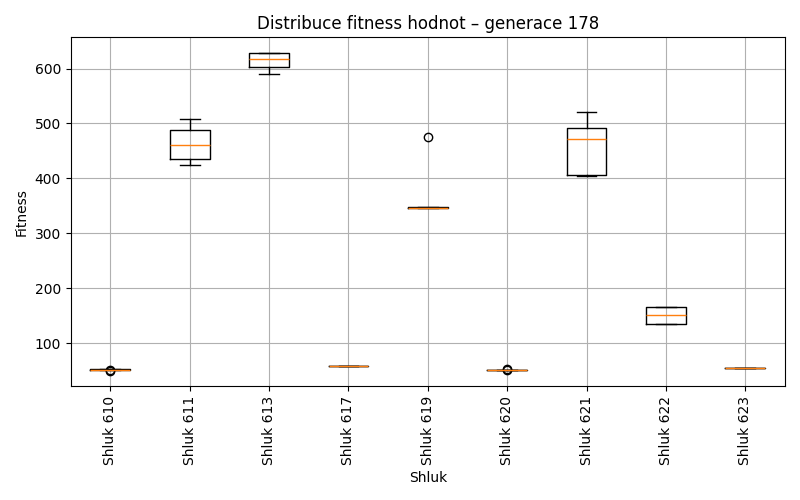 Distribuce fitness hodnot – generace 178
600
500
400
300
200
100
Fitness
Shluk 610
Shluk 611
Shluk 613
Shluk 617
Shluk 619
Shluk 620
Shluk 621
Shluk 622
Shluk 623
Shluk